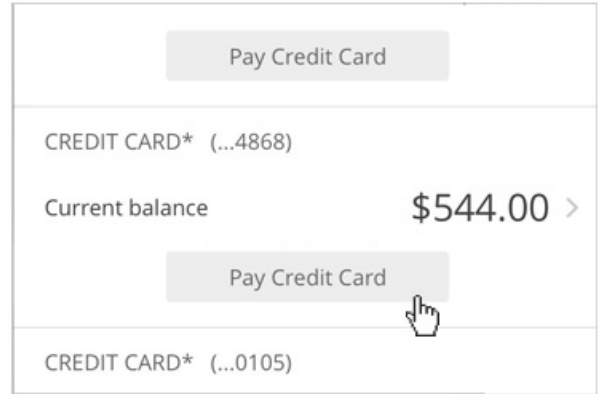 Pay Credit Card
CREDIT CARD* (...4868)
Current balance $544.00 >
Pay Credit Card
CREDIT CARD* (...0105)